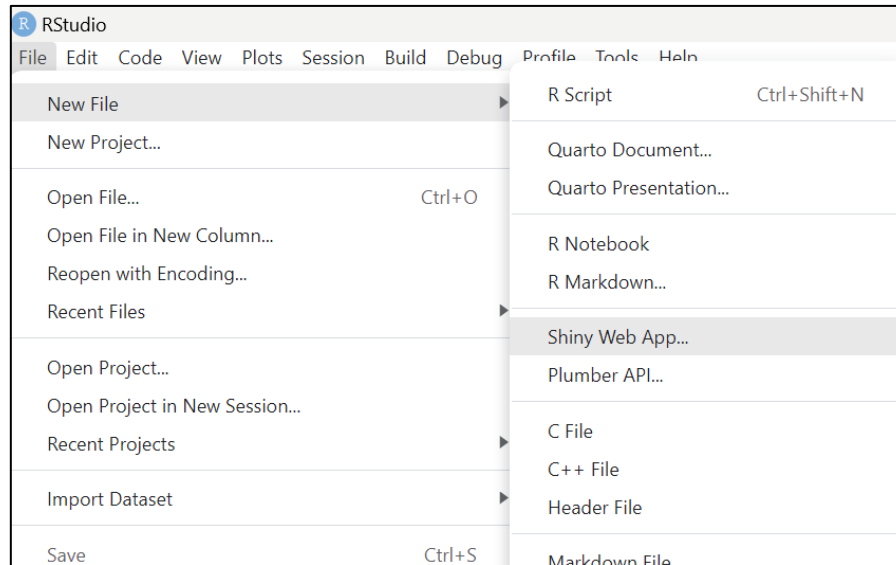 R RStudio
File Edit Code View Plots Session Build Debug Profile Tools Help
New File
New Project...
Open File... Ctrl+O
Open File in New Column...
Reopen with Encoding...
Recent Files
Open Project...
Open Project in New Session...
Recent Projects
Import Dataset
Save Ctrl+S
R Script Ctrl+Shift+N
Quarto Document...
Quarto Presentation...
R Notebook
R Markdown...
Shiny Web App...
Plumber API...
C File
C++ File
Header File
Markdown File